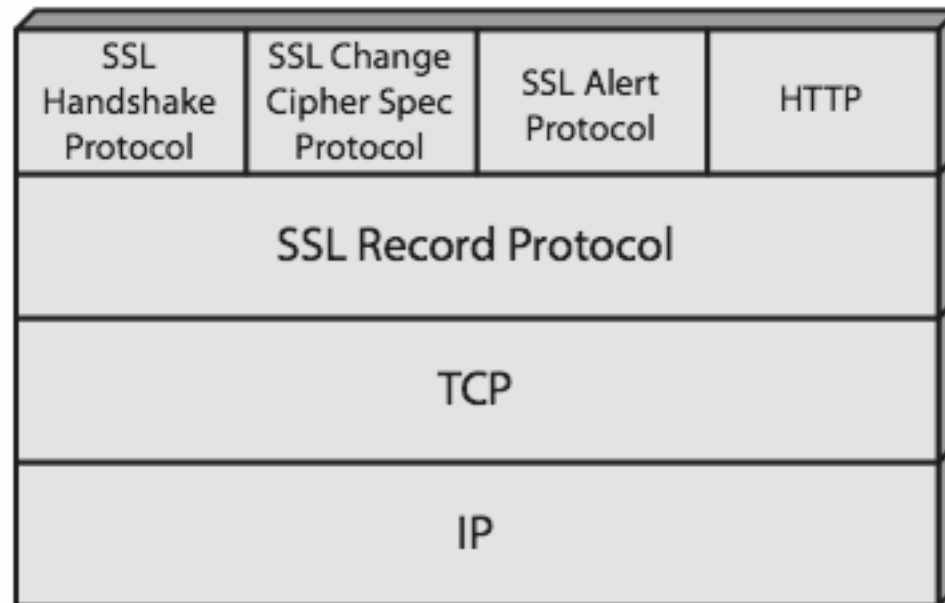 SSL
Handshake
Protocol
SSL Change
Cipher Spec
Protocol
SSL Alert
Protocol
HTTP
SSL Record Protocol
TCP
IP